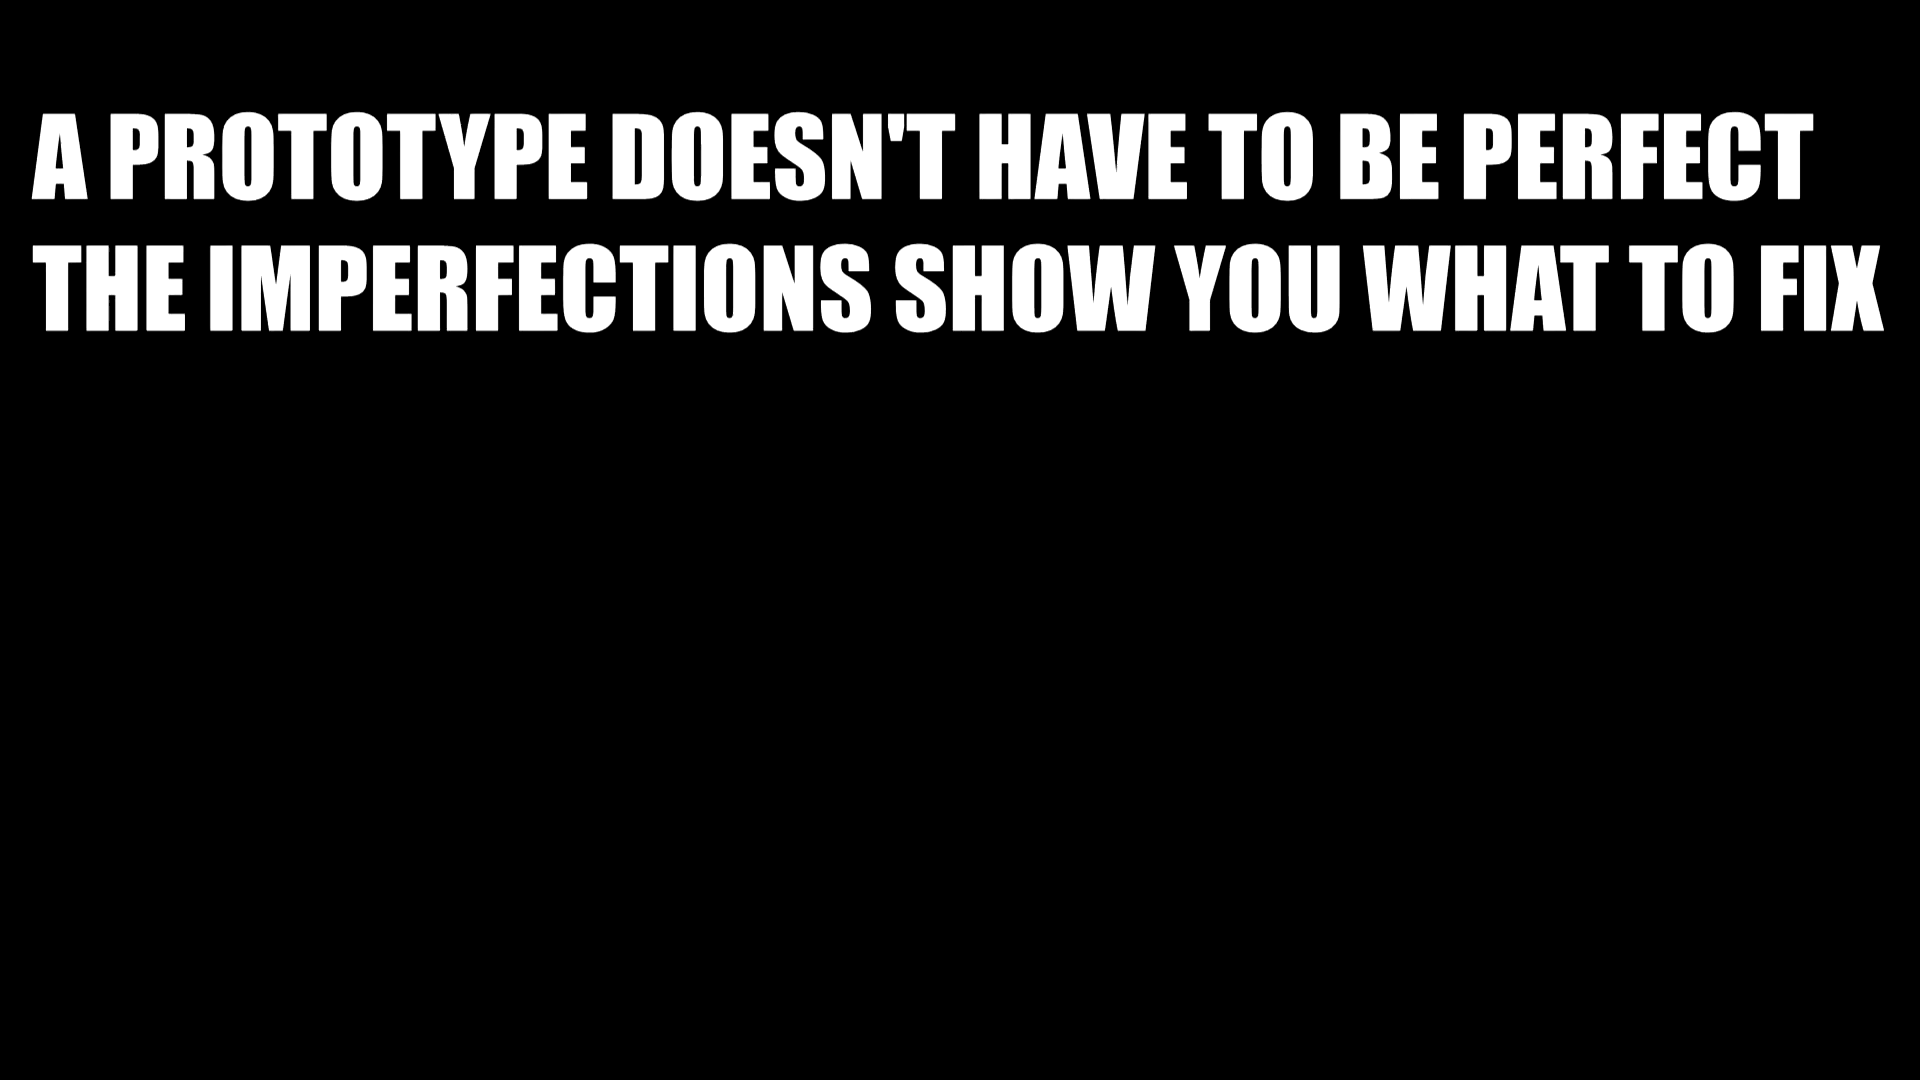 A PROTOTYPE DOESN'T HAVE TO BE PERFECT
THE IMPERFECTIONS SHOW YOU WHAT TO FIX